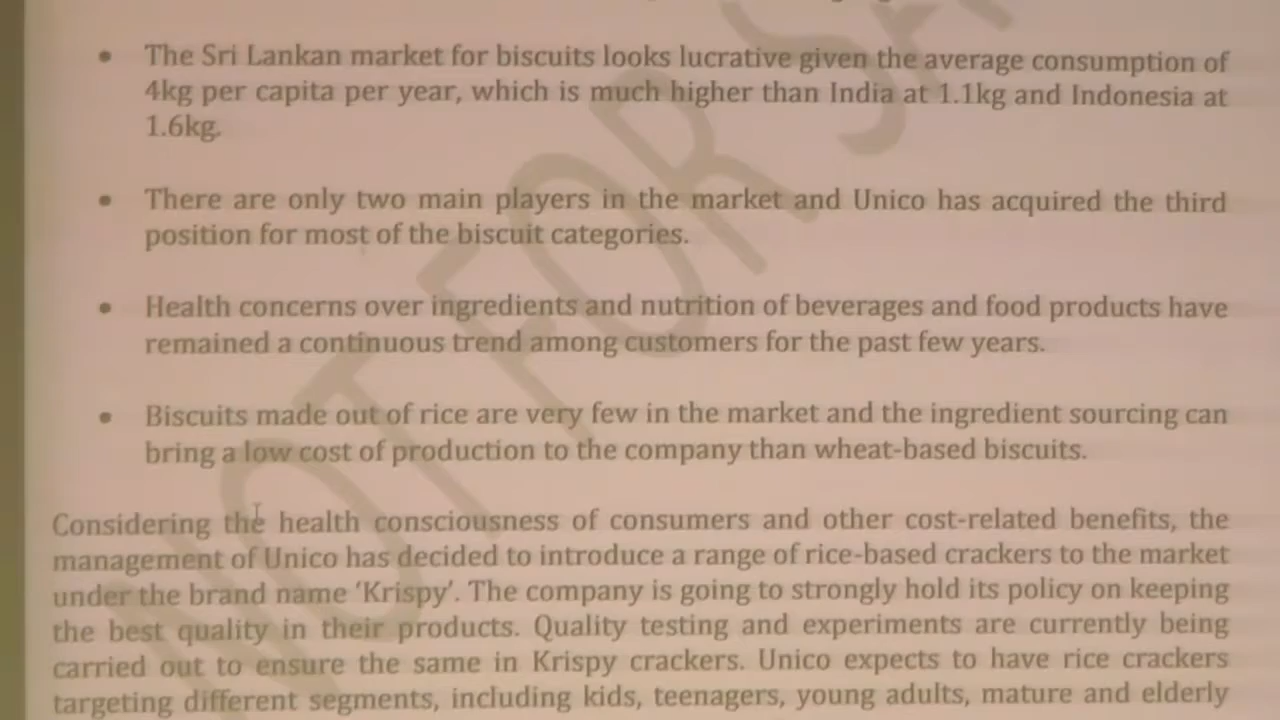 • The Sri Lankan market for biscuits looks lucrative given the average consumption of
4kg per capita per year, which is much higher than India at 1.1kg and Indonesia at
1.6kg.
• There are only two main players in the market and Unico has acquired the third
position for most of the biscuit categories.
• Health concerns over ingredients and nutrition of beverages and food products have
remained a continuous trend among customers for the past few years.
• Biscuits made out of rice are very few in the market and the ingredient sourcing can
bring a low cost of production to the company than wheat-based biscuits.
Considering the health consciousness of consumers and other cost-related benefits, the
management of Unico has decided to introduce a range of rice-based crackers to the market
under the brand name ‘Krispy’. The company is going to strongly hold its policy on keeping
the best quality in their products. Quality testing and experiments are currently being
carried out to ensure the same in Krispy crackers. Unico expects to have rice crackers
targeting different segments, including kids, teenagers, young adults, mature and elderly
NOT FOR